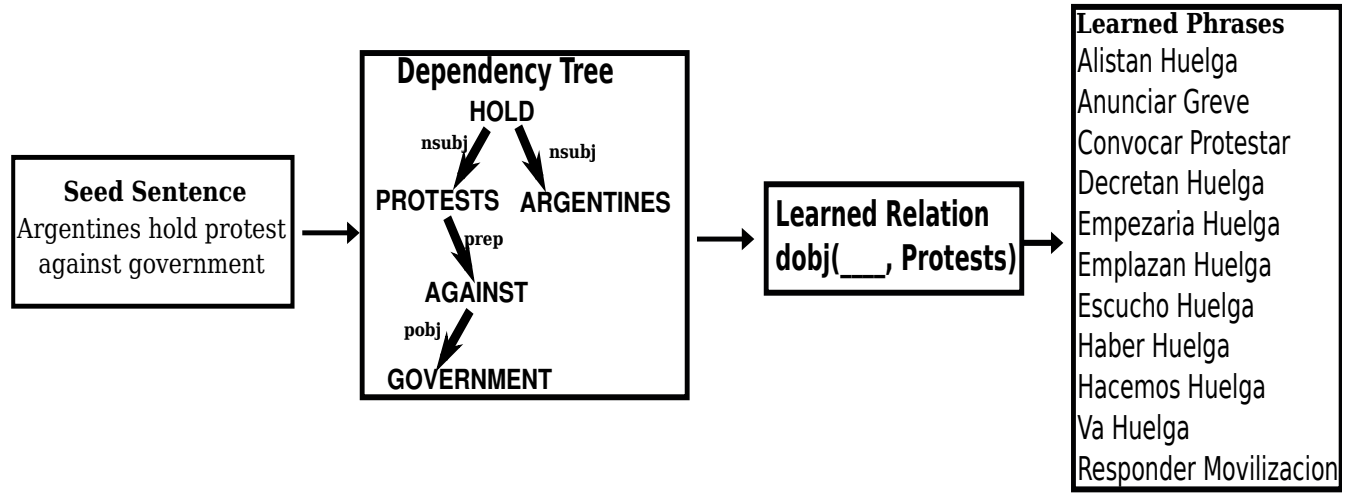 Seed Sentence
Argentines hold protest
against government
Dependency Tree
HOLD
nsubj
nsubj
PROTESTS
ARGENTINES
prep
AGAINST
pobj
GOVERNMENT
Learned Relation
dobj(____, Protests)
Learned Phrases
Alistan Huelga
Anunciar Greve
Convocar Protestar
Decretan Huelga
Empezaria Huelga
Emplazan Huelga
Escucho Huelga
Haber Huelga
Hacemos Huelga
Va Huelga
Responder Movilizacion